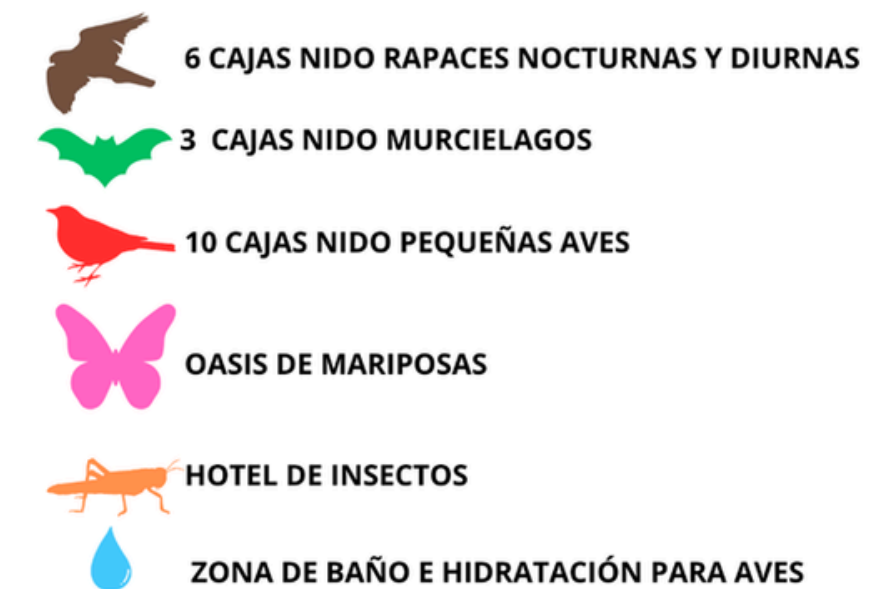 6 CAJAS NIDO RAPACES NOCTURNAS Y DIURNAS
3 CAJAS NIDO MURCIELAGOS
10 CAJAS NIDO PEQUEÑAS AVES
OASIS DE MARIPOSAS
HOTEL DE INSECTOS
ZONA DE BAÑO E HIDRATACIÓN PARA AVES